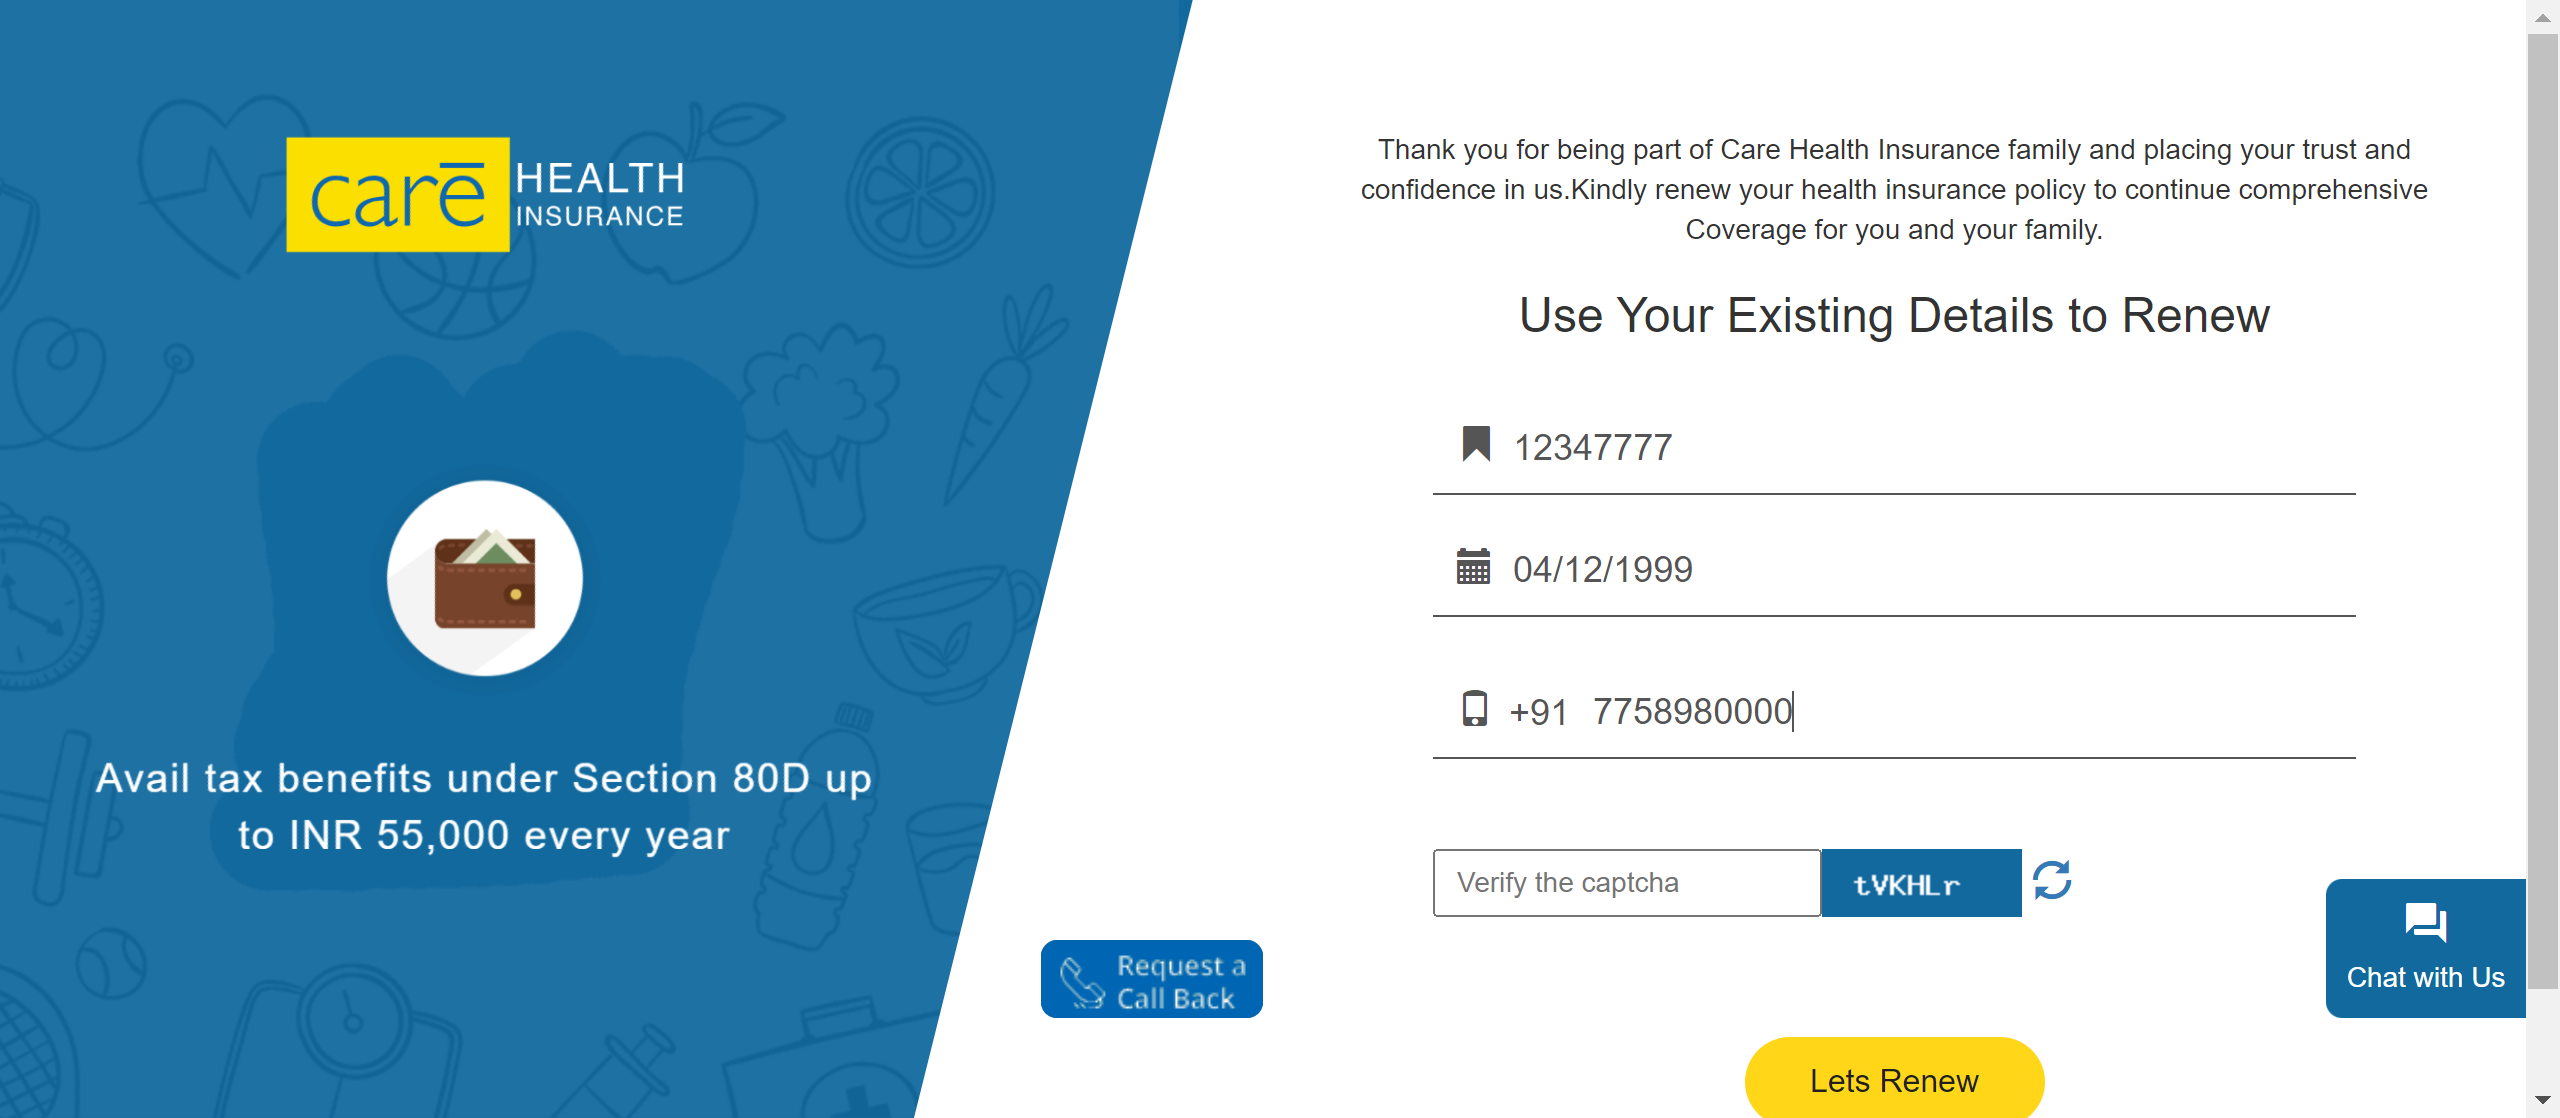 carē HEALTH
INSURANCE
Avail tax benefits under Section 80D up
to INR 55,000 every year
Thank you for being part of Care Health Insurance family and placing your trust and
confidence in us.Kindly renew your health insurance policy to continue comprehensive
Coverage for you and your family.
Use Your Existing Details to Renew
12347777
04/12/1999
+91 7758980000
Verify the captcha tVKHLr
Request a
Call Back
Chat with Us
Lets Renew